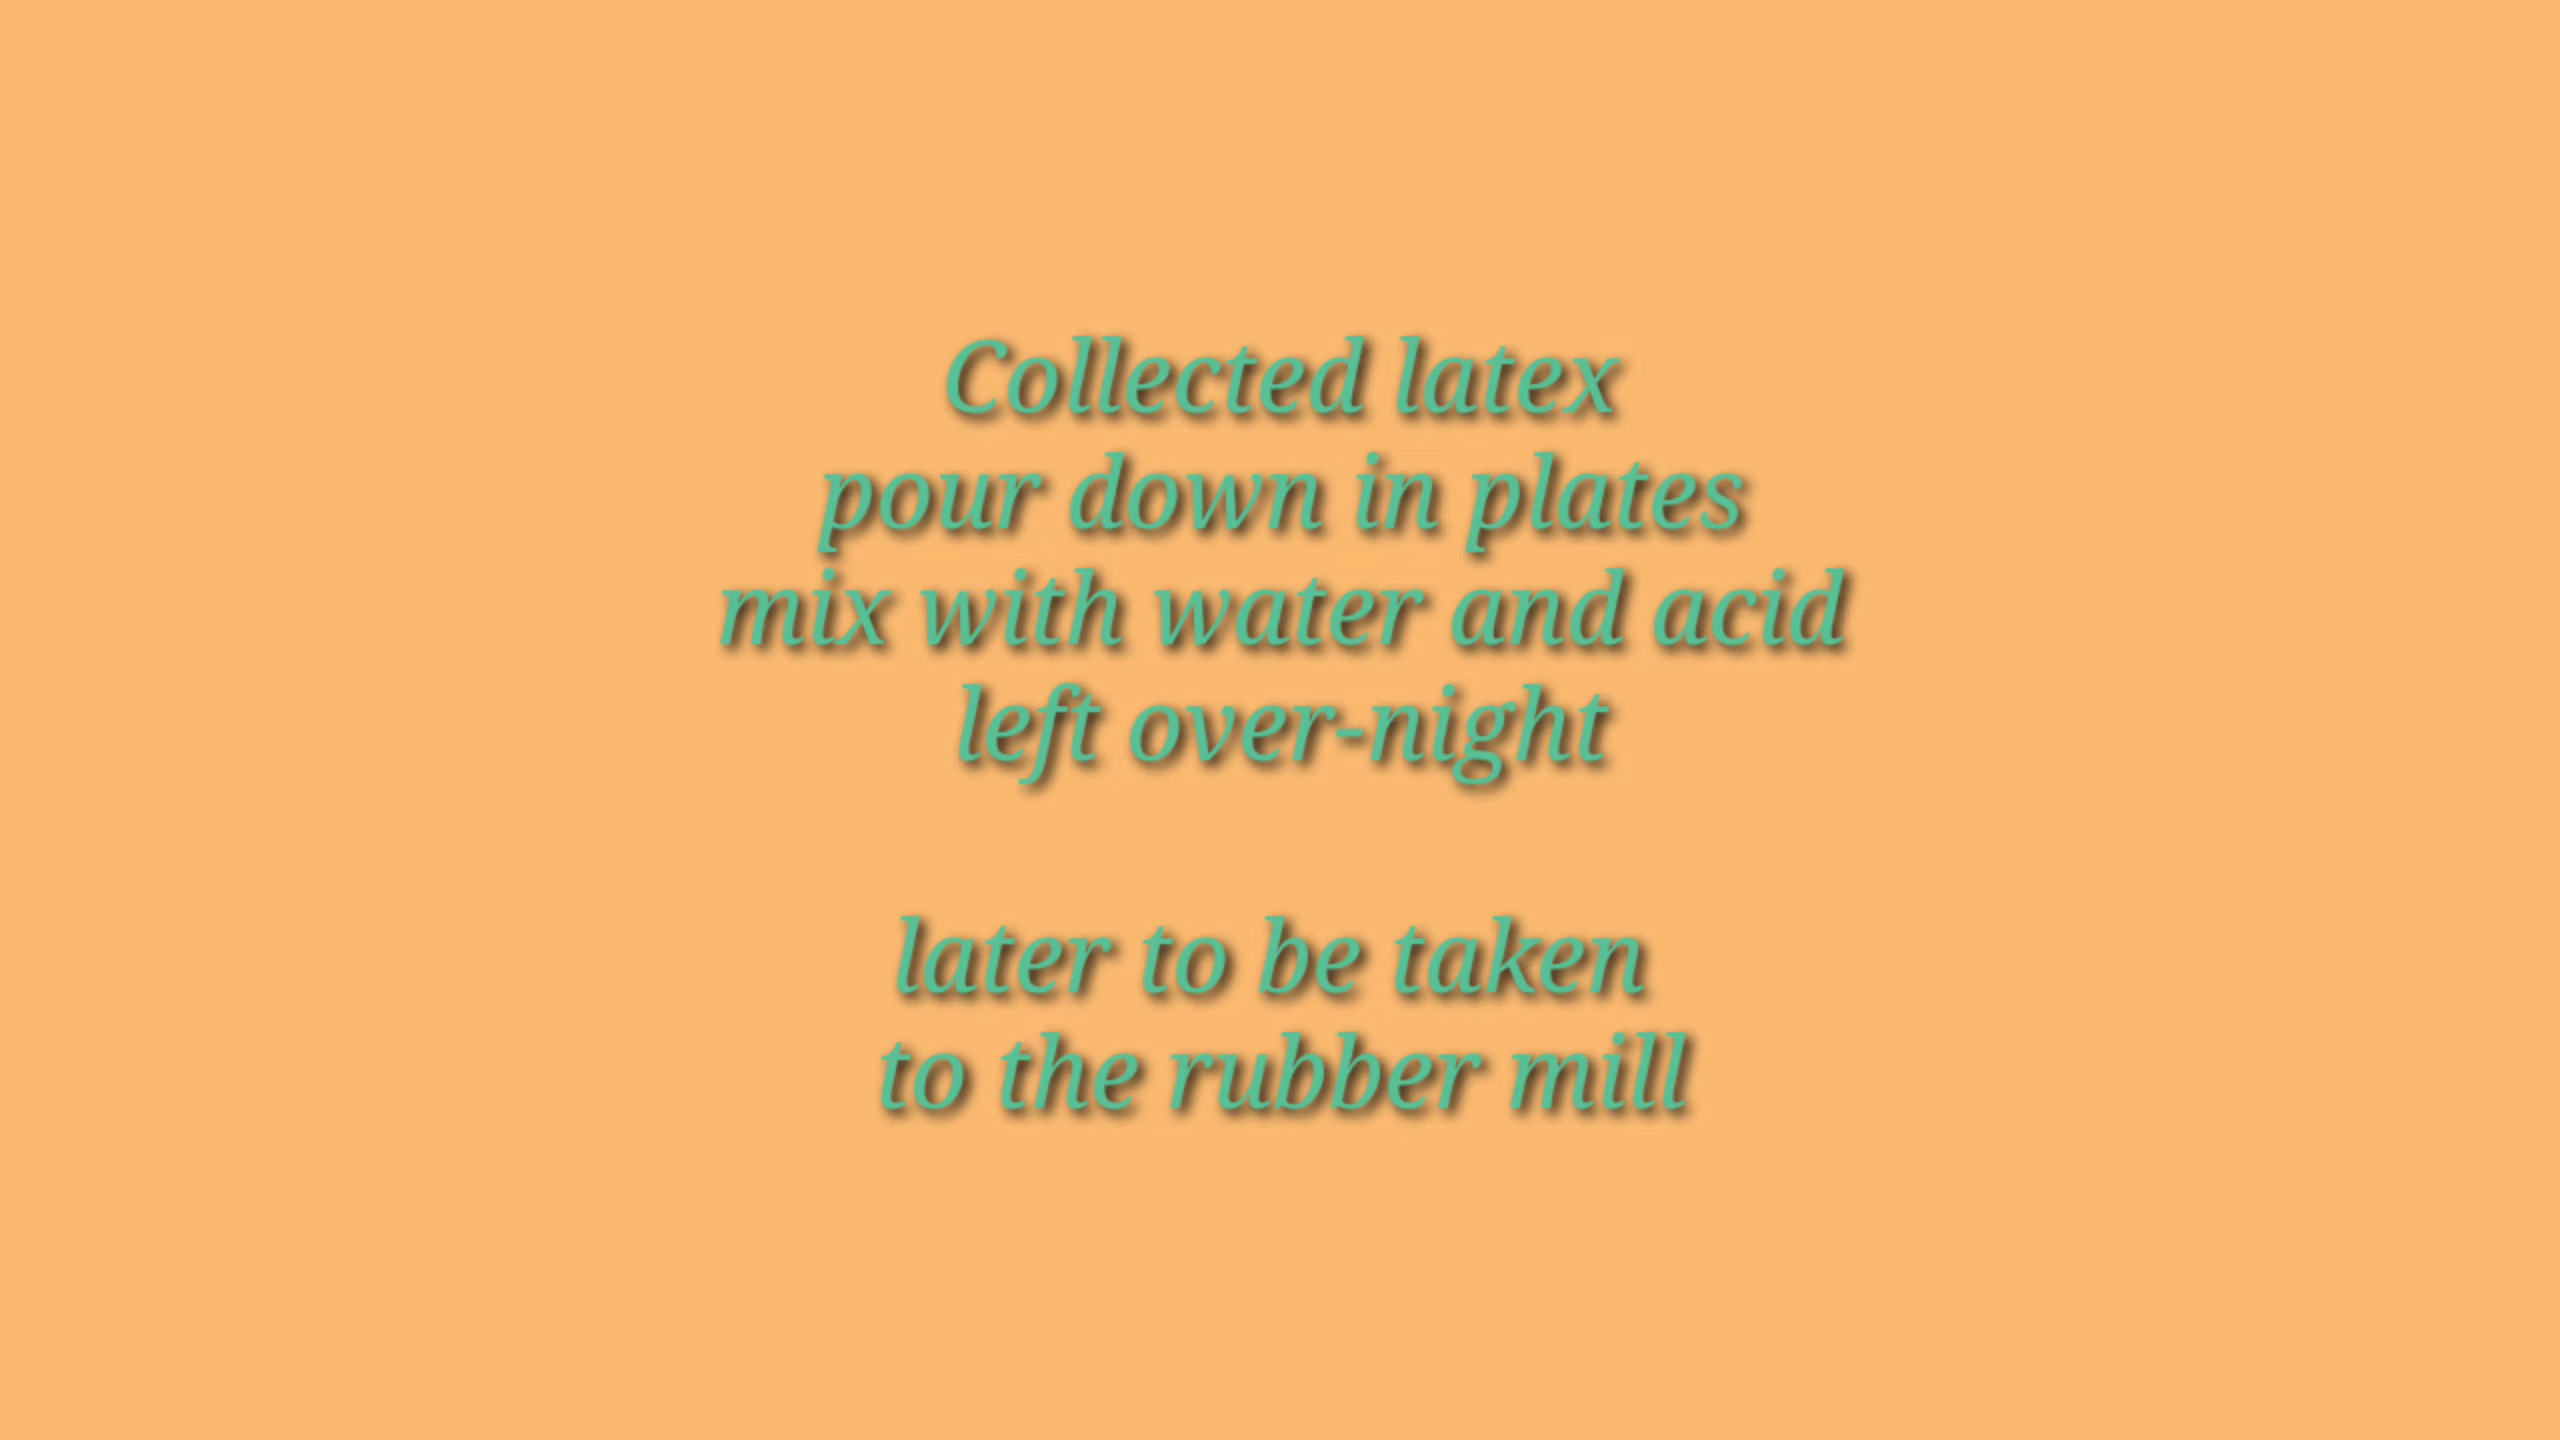 Collected latex
pour down in plates
mix with water and acid
left over-night
later to be taken
to the rubber mill